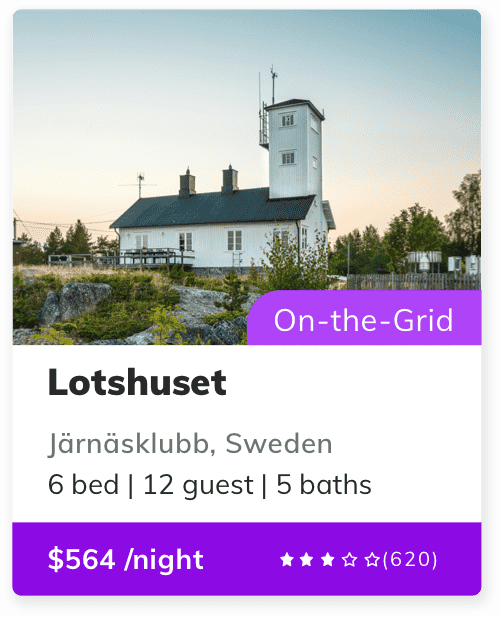 On-the-Grid
Lotshuset
Järnäsklubb, Sweden
6 bed | 12 guest | 5 baths
$564 /night ★★★☆☆(620)